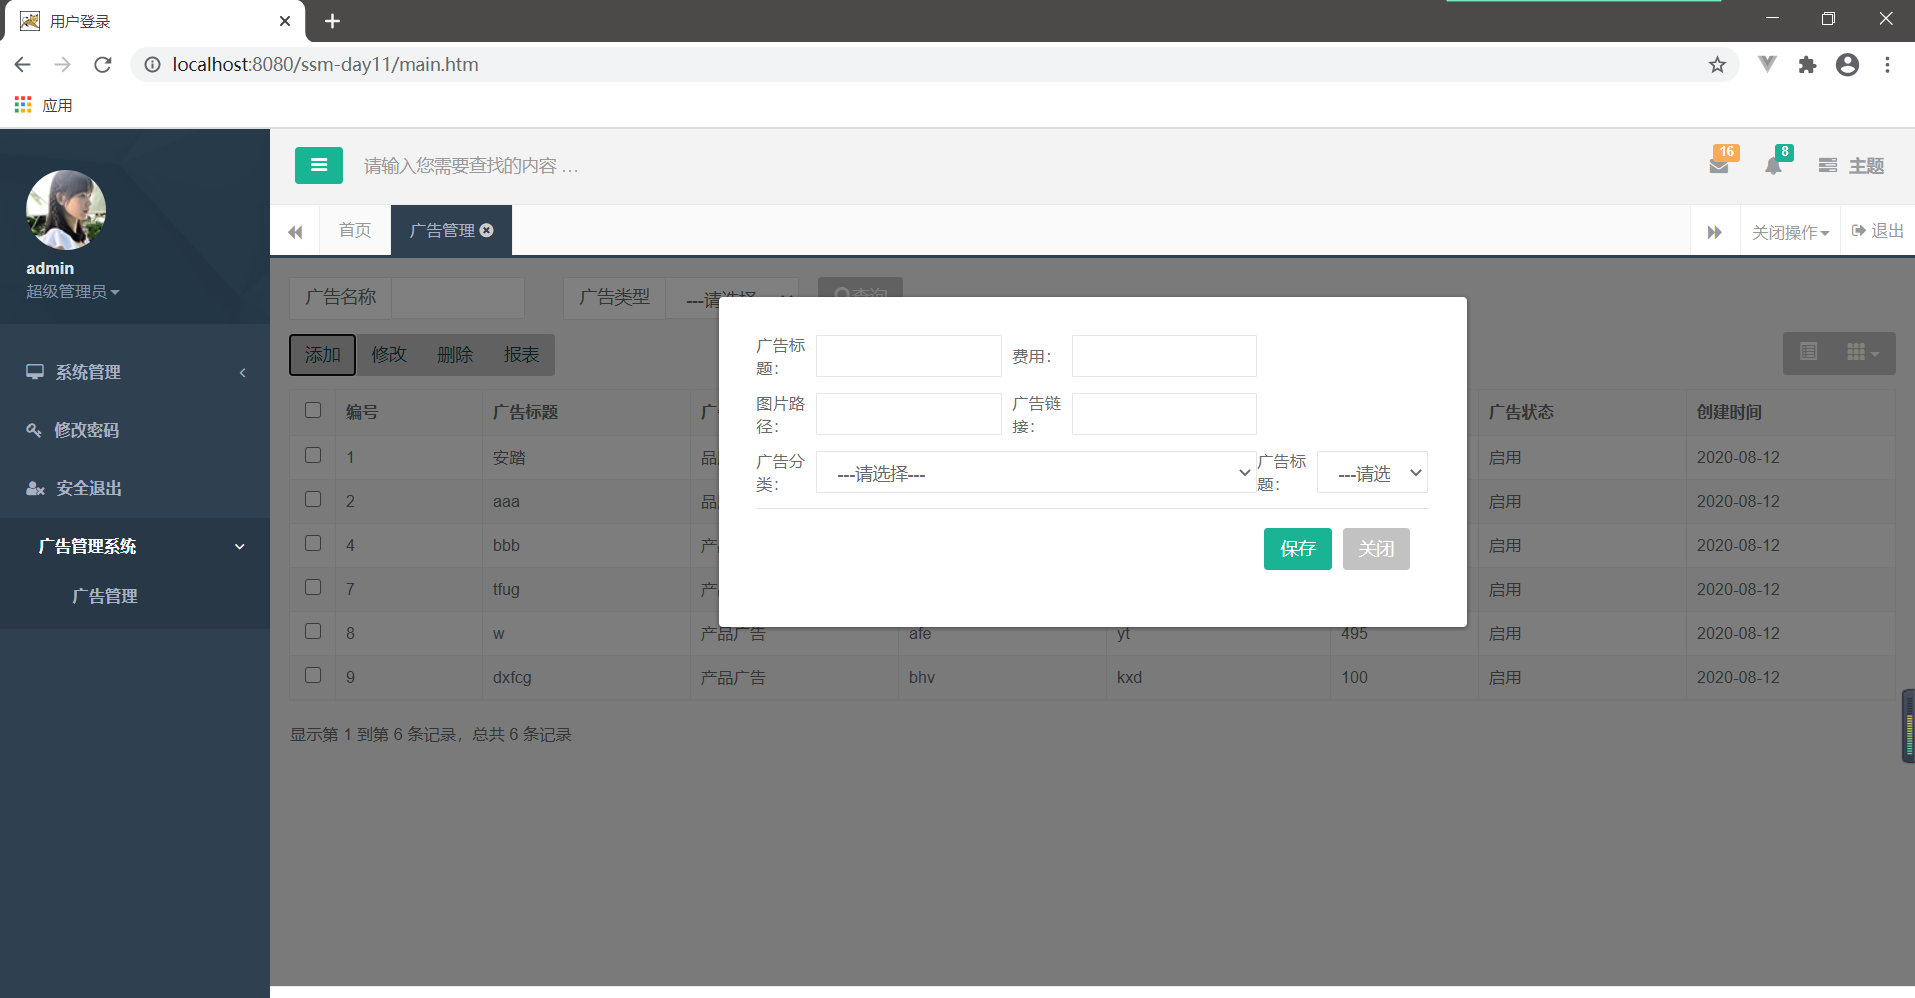 用户登录
localhost:8080/ssm-day11/main.htm
应用
admin
超级管理员
系统管理
修改密码
安全退出
广告管理系统
广告管理
请输入您需要查找的内容 …
16
8
主题
首页
广告管理
关闭操作
退出
广告名称
广告类型
---请选择
查询
添加 修改 删除 报表
编号 广告标题 广告状态 创建时间
1 安踏 启用 2020-08-12
2 aaa 启用 2020-08-12
4 bbb 启用 2020-08-12
7 tfug 启用 2020-08-12
8 w 产品广告 afe yt 495 启用 2020-08-12
9 dxfcg 产品广告 bhv kxd 100 启用 2020-08-12
显示第 1 到第 6 条记录，总共 6 条记录
广告标题：
费用：
图片路径：
广告链接：
广告分类：
---请选择---
广告标题：
---请选
保存
关闭